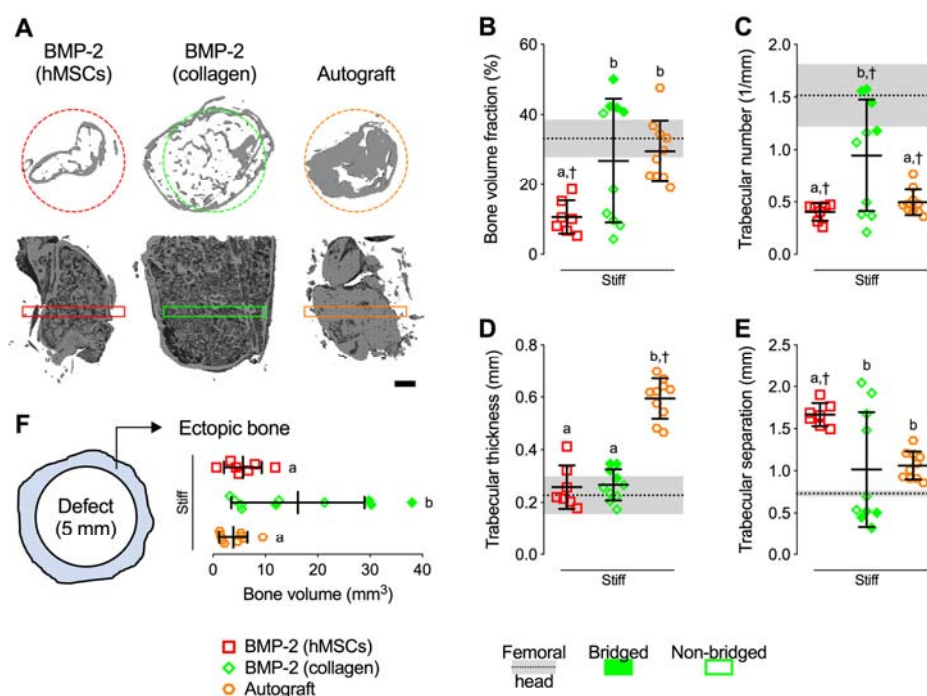 A
BMP-2
(hMSCs)
BMP-2
(collagen)
Autograft
B
Bone volume fraction (%)
60
40
20
0
a,†
b
b
Stiff
C
Trabecular number (1/mm)
2.0
1.5
1.0
0.5
0.0
a,†
b,†
a,†
Stiff
D
Trabecular thickness (mm)
0.8
0.6
0.4
0.2
0.0
a
a
b,†
Stiff
E
Trabecular separation (mm)
2.5
2.0
1.5
1.0
0.5
0.0
a,†
b
b
Stiff
F
Ectopic bone
Defect
(5 mm)
Stiff
a
b
a
0 10 20 30 40
Bone volume (mm³)
BMP-2 (hMSCs)
BMP-2 (collagen)
Autograft
Femoral
head
Bridged
Non-bridged